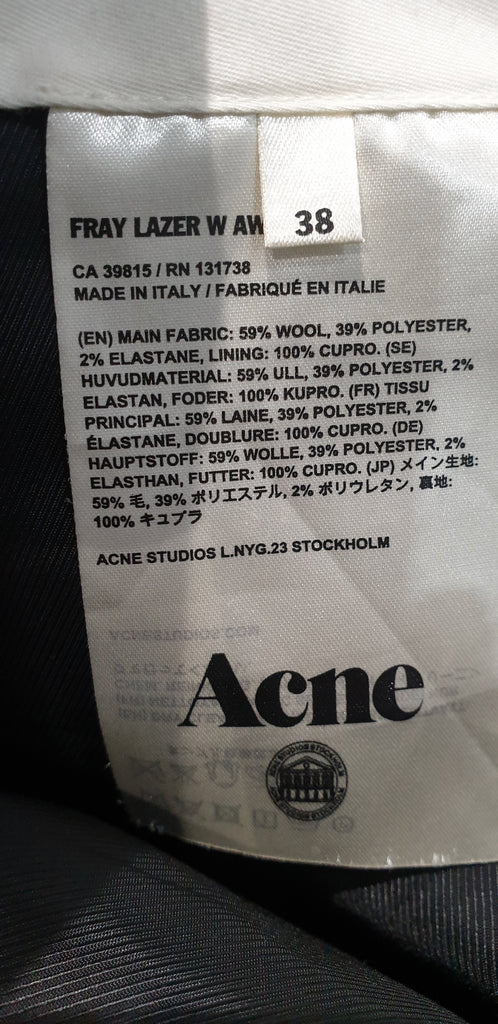 38
FRAY LAZER W AW
CA 39815 / RN 131738
MADE IN ITALY / FABRIQUÉ EN ITALIE
(EN) MAIN FABRIC: 59% WOOL, 39% POLYESTER,
2% ELASTANE, LINING: 100% CUPRO. (SE)
HUVUDMATERIAL: 59% ULL, 39% POLYESTER, 2%
ELASTAN, FODER: 100% KUPRO. (FR) TISSU
PRINCIPAL: 59% LAINE, 39% POLYESTER, 2%
ÉLASTANE, DOUBLURE: 100% CUPRO. (DE)
HAUPTSTOFF: 59% WOLLE, 39% POLYESTER, 2%
ELASTHAN, FUTTER: 100% CUPRO. (JP) メイン生地:
59% 毛, 39% ポリエステル, 2% ポリウレタン, 裏地:
100% キュプラ
ACNE STUDIOS L.NYG.23 STOCKHOLM
ACNESTUDIOS.COM
Acne
ACNE STUDIOS STOCKHOLM